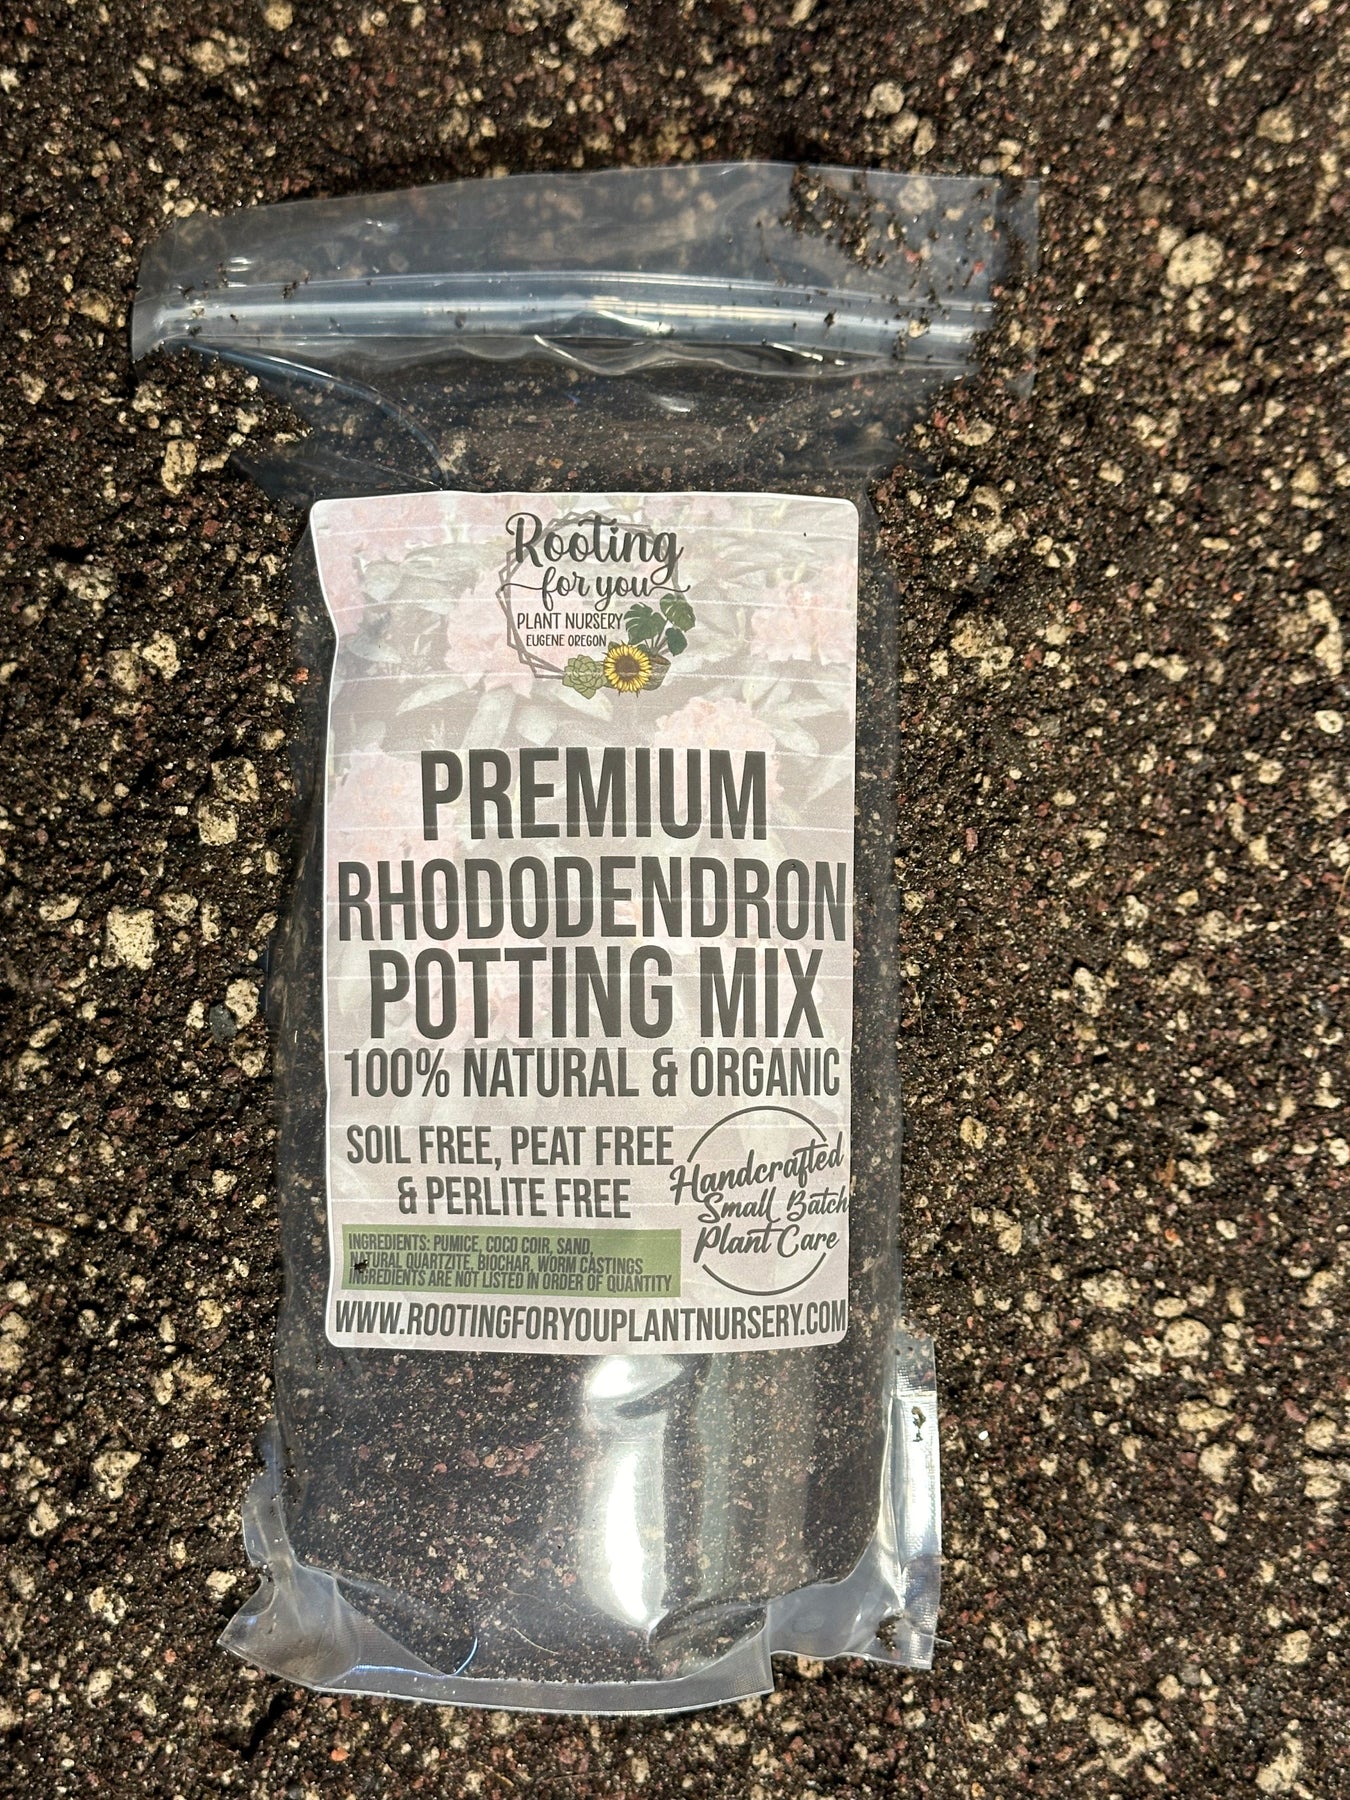 Rooting
for you
PLANT NURSERY
EUGENE OREGON
PREMIUM
RHODODENDRON
POTTING MIX
100% NATURAL & ORGANIC
SOIL FREE, PEAT FREE
& PERLITE FREE
Handcrafted
Small Batch
Plant Care
INGREDIENTS: PUMICE, COCO COIR, SAND,
NATURAL QUARTZITE, BIOCHAR, WORM CASTINGS
INGREDIENTS ARE NOT LISTED IN ORDER OF QUANTITY
WWW.ROOTINGFORYOUPLANTNURSERY.COM